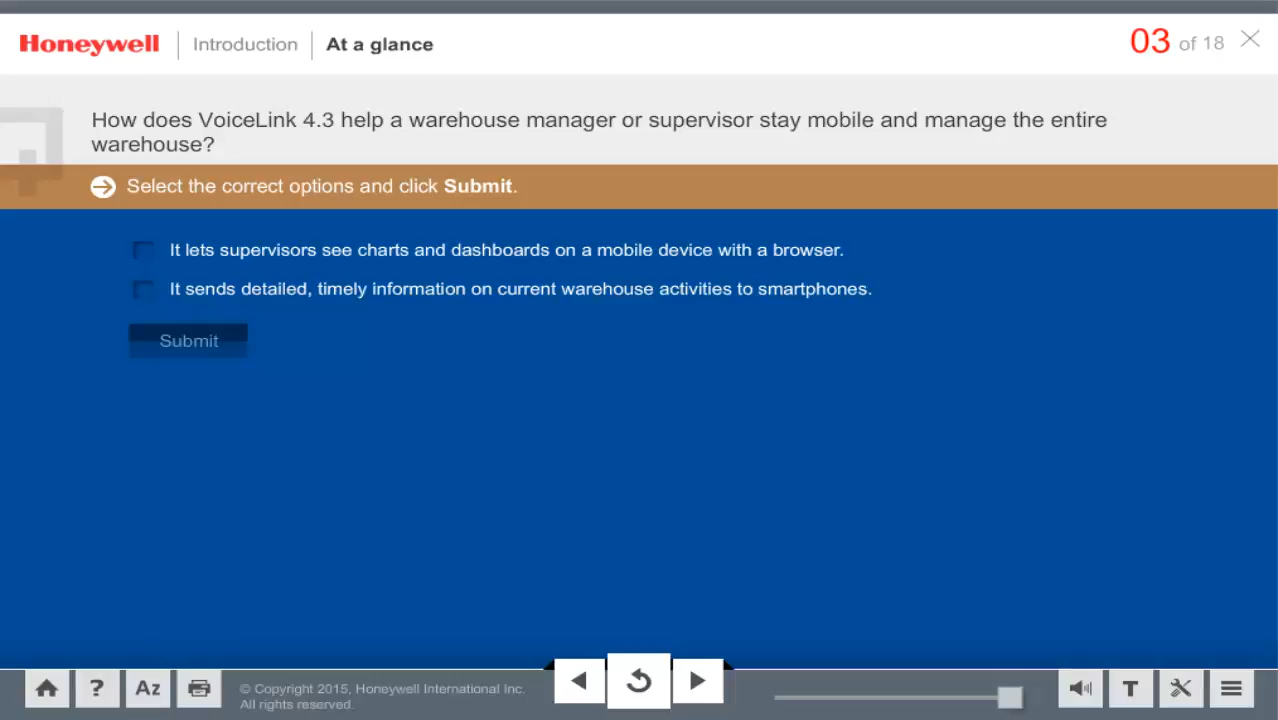 Honeywell Introduction At a glance 03 of 18
How does VoiceLink 4.3 help a warehouse manager or supervisor stay mobile and manage the entire
warehouse?
Select the correct options and click Submit.
It lets supervisors see charts and dashboards on a mobile device with a browser.
It sends detailed, timely information on current warehouse activities to smartphones.
Submit
? Az © Copyright 2015, Honeywell International Inc. T
All rights reserved.